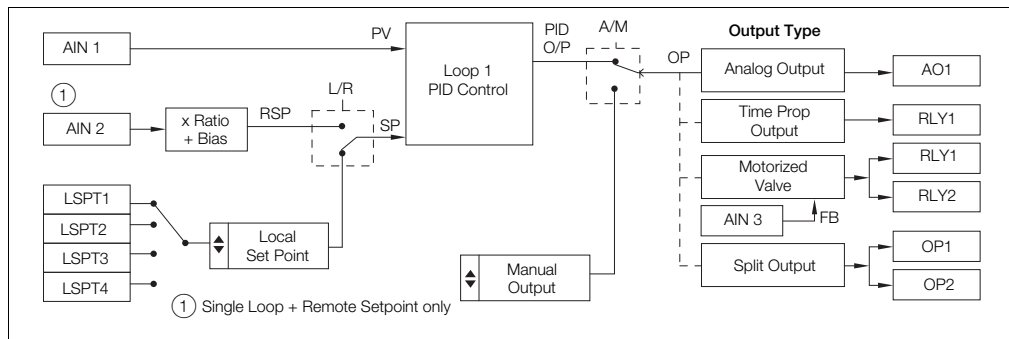 AIN 1
PV
Loop 1
PID Control
PID
O/P
A/M
OP
Output Type
Analog Output
AO1
1
AIN 2
x Ratio
+ Bias
RSP
L/R
SP
Time Prop
Output
RLY1
Motorized
Valve
RLY1
RLY2
AIN 3
FB
LSPT1
LSPT2
LSPT3
LSPT4
Local
Set Point
Manual
Output
Split Output
OP1
OP2
1 Single Loop + Remote Setpoint only